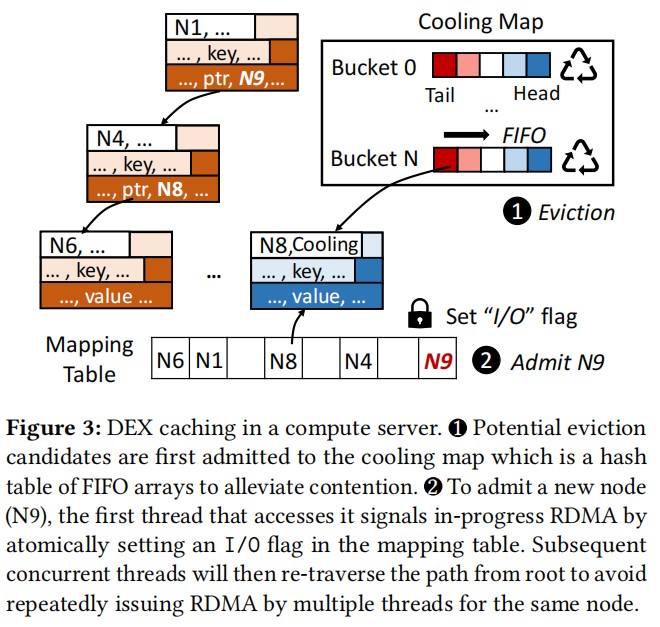 Cooling Map
N1, ...
... , key, ...
..., ptr, N9,...
Bucket 0
Tail
Head
...
FIFO
Bucket N
❶ Eviction
N4, ...
... , key, ...
..., ptr, N8, ...
N6, ...
... , key, ...
..., value ...
...
N8,Cooling
... , key, ...
..., value, ...
Set “I/O” flag
Mapping
Table
N6 N1 N8 N4 N9
❷ Admit N9
Figure 3: DEX caching in a compute server. ❶ Potential eviction
candidates are first admitted to the cooling map which is a hash
table of FIFO arrays to alleviate contention. ❷ To admit a new node
(N9), the first thread that accesses it signals in-progress RDMA by
atomically setting an I/O flag in the mapping table. Subsequent
concurrent threads will then re-traverse the path from root to avoid
repeatedly issuing RDMA by multiple threads for the same node.